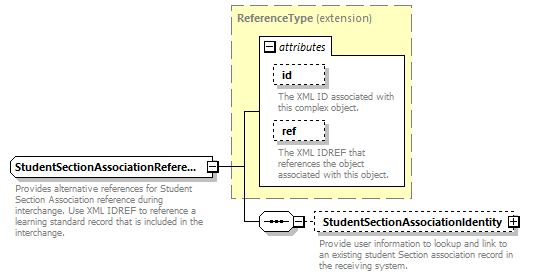 ReferenceType (extension)
attributes
id
The XML ID associated with
this complex object.
ref
The XML IDREF that
references the object
associated with this object.
StudentSectionAssociationRefere...
Provides alternative references for Student
Section Association reference during
interchange. Use XML IDREF to reference a
learning standard record that is included in the
interchange.
StudentSectionAssociationIdentity
Provide user information to lookup and link to
an existing student Section association record in
the receiving system.